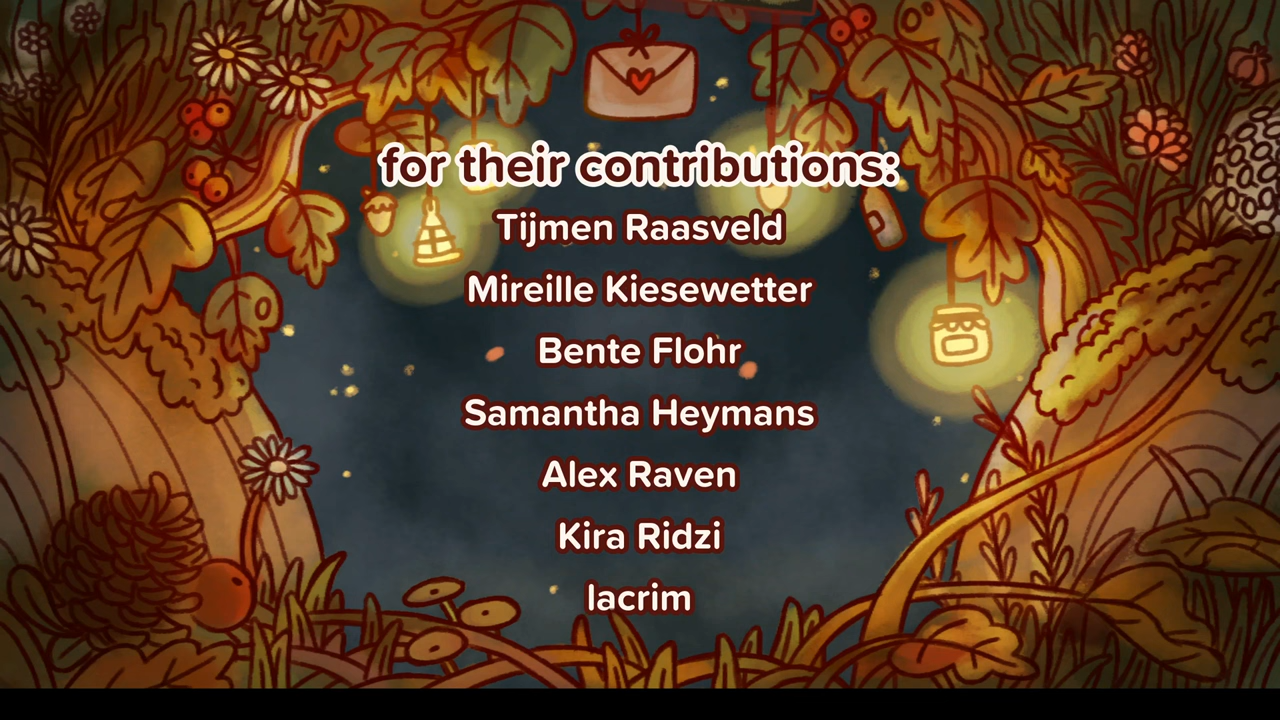 for their contributions:
Tijmen Raasveld
Mireille Kiesewetter
Bente Flohr
Samantha Heymans
Alex Raven
Kira Ridzi
lacrim